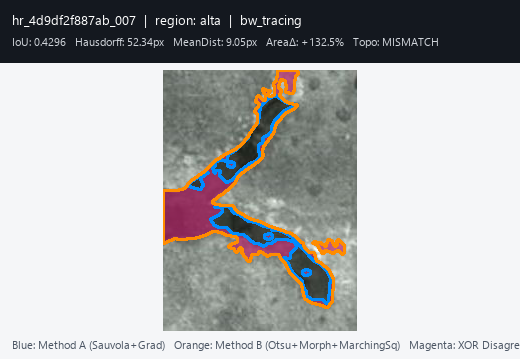 hr_4d9df2f887ab_007 | region: alta | bw_tracing
IoU: 0.4296 Hausdorff: 52.34px MeanDist: 9.05px AreaΔ: +132.5% Topo: MISMATCH
Blue: Method A (Sauvola+Grad) Orange: Method B (Otsu+Morph+MarchingSq) Magenta: XOR Disagre